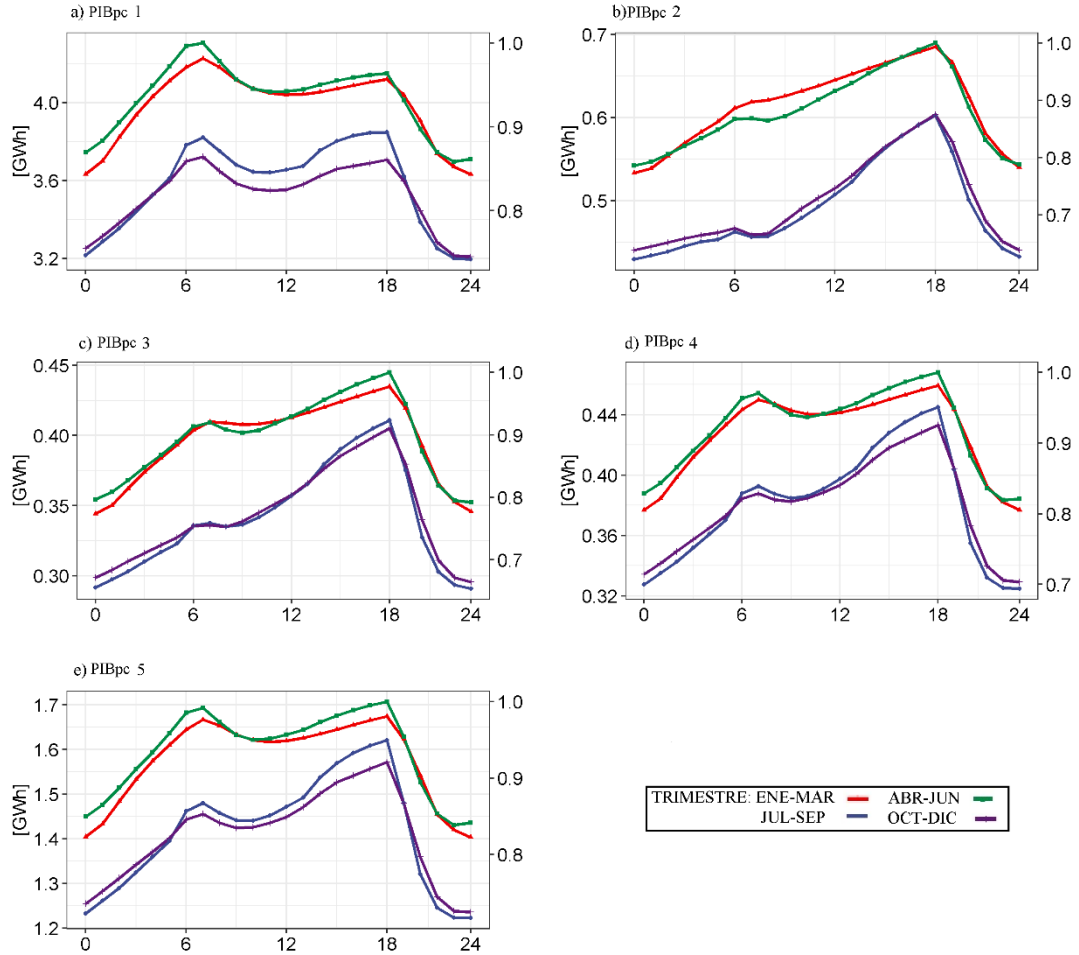 a) PIBpc 1
[GWh]
4.0
3.6
3.2
1.0
0.9
0.8
0 6 12 18 24
b)PIBpc 2
[GWh]
0.7
0.6
0.5
1.0
0.9
0.8
0.7
0 6 12 18 24
c) PIBpc 3
[GWh]
0.45
0.40
0.35
0.30
1.0
0.9
0.8
0.7
0 6 12 18 24
d) PIBpc 4
[GWh]
0.44
0.40
0.36
0.32
1.0
0.9
0.8
0.7
0 6 12 18 24
e) PIBpc 5
[GWh]
1.7
1.6
1.5
1.4
1.3
1.2
1.0
0.9
0.8
0 6 12 18 24
TRIMESTRE: ENE-MAR ABR-JUN
JUL-SEP OCT-DIC